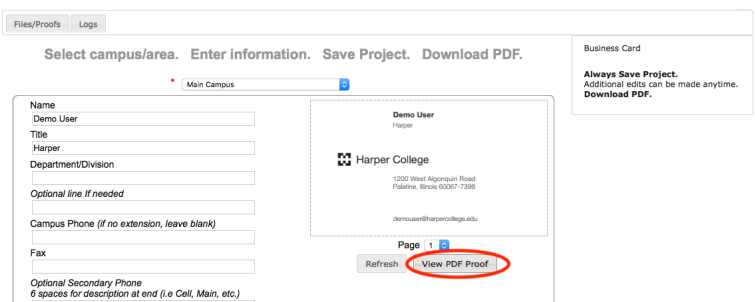 Files/Proofs Logs
Select campus/area. Enter information. Save Project. Download PDF.
* Main Campus
Name
Demo User
Title
Harper
Department/Division
Optional line If needed
Campus Phone (if no extension, leave blank)
Fax
Optional Secondary Phone
6 spaces for description at end (i.e Cell, Main, etc.)
Demo User
Harper
Harper College
1200 West Algonquin Road
Palatine, Illinois 60067-7398
demouser@harpercollege.edu
Page 1
Refresh View PDF Proof
Business Card
Always Save Project.
Additional edits can be made anytime.
Download PDF.